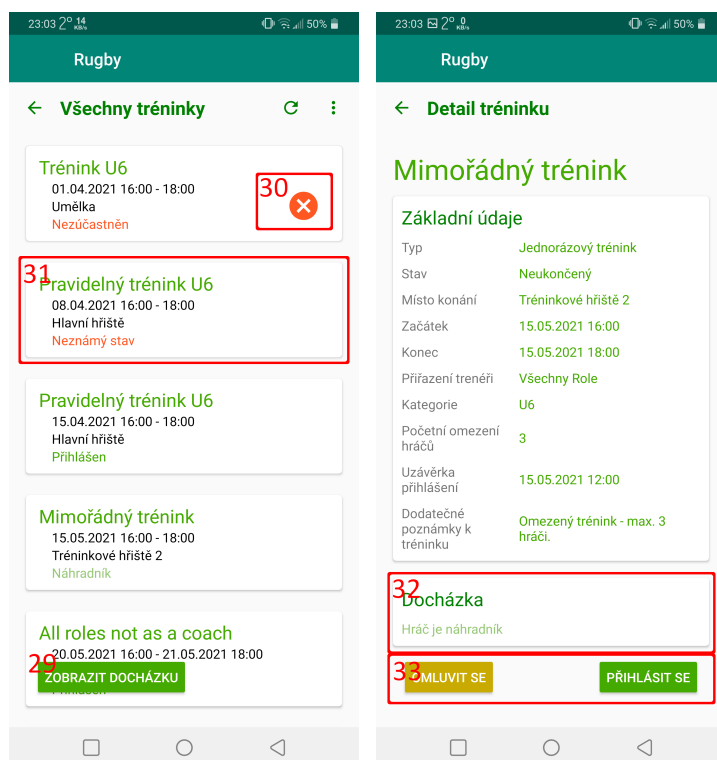 23:03 2° 14 KB/s 50%
Rugby
Všechny tréninky
Trénink U6
01.04.2021 16:00 - 18:00
Umělka
Nezúčastněn
30
31
Pravidelný trénink U6
08.04.2021 16:00 - 18:00
Hlavní hřiště
Neznámý stav
Pravidelný trénink U6
15.04.2021 16:00 - 18:00
Hlavní hřiště
Přihlášen
Mimořádný trénink
15.05.2021 16:00 - 18:00
Tréninkové hřiště 2
Náhradník
All roles not as a coach
20.05.2021 16:00 - 21.05.2021 18:00
29
ZOBRAZIT DOCHÁZKU
23:03 2° 0 KB/s 50%
Rugby
Detail tréninku
Mimořádný trénink
Základní údaje
Typ Jednorázový trénink
Stav Neukončený
Místo konání Tréninkové hřiště 2
Začátek 15.05.2021 16:00
Konec 15.05.2021 18:00
Přiřazení trenéři Všechny Role
Kategorie U6
Početní omezení
hráčů 3
Uzávěrka
přihlášení 15.05.2021 12:00
Dodatečné
poznámky k
tréninku
Omezený trénink - max. 3
hráči.
32
Docházka
Hráč je náhradník
33
OMLUVIT SE
PŘIHLÁSIT SE